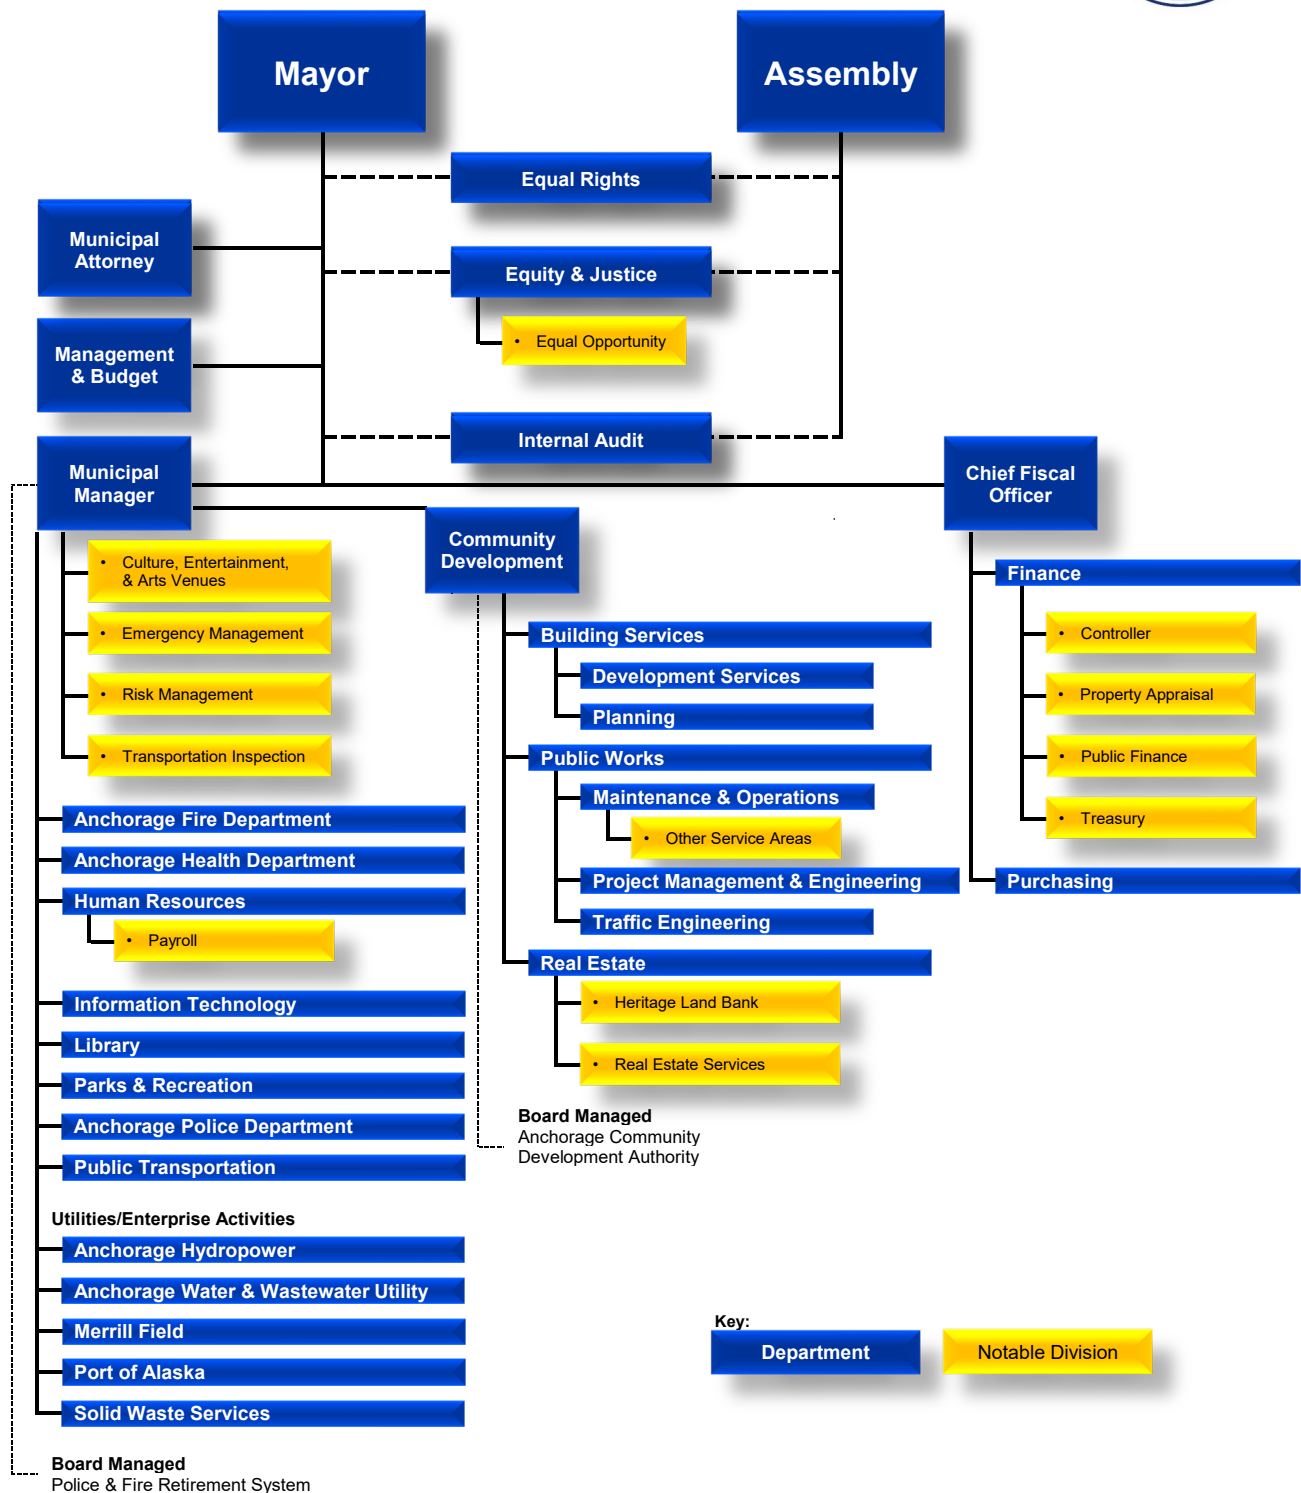 Mayor
Assembly
Equal Rights
Municipal
Attorney
Equity & Justice
• Equal Opportunity
Management
& Budget
Internal Audit
Municipal
Manager
Chief Fiscal
Officer
Community
Development
• Culture, Entertainment,
& Arts Venues
• Emergency Management
• Risk Management
• Transportation Inspection
Anchorage Fire Department
Anchorage Health Department
Human Resources
• Payroll
Information Technology
Library
Parks & Recreation
Anchorage Police Department
Public Transportation
Utilities/Enterprise Activities
Anchorage Hydropower
Anchorage Water & Wastewater Utility
Merrill Field
Port of Alaska
Solid Waste Services
Board Managed
Police & Fire Retirement System
Building Services
Development Services
Planning
Public Works
Maintenance & Operations
• Other Service Areas
Project Management & Engineering
Traffic Engineering
Real Estate
• Heritage Land Bank
• Real Estate Services
Board Managed
Anchorage Community
Development Authority
Finance
• Controller
• Property Appraisal
• Public Finance
• Treasury
Purchasing
Key:
Department
Notable Division